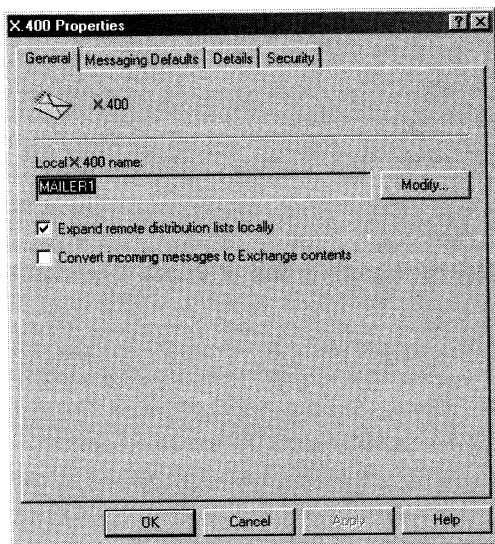 X.400 Properties
General Messaging Defaults Details Security
X.400
Local X.400 name:
MAILER1
Modify...
Expand remote distribution lists locally
Convert incoming messages to Exchange contents
OK Cancel Apply Help